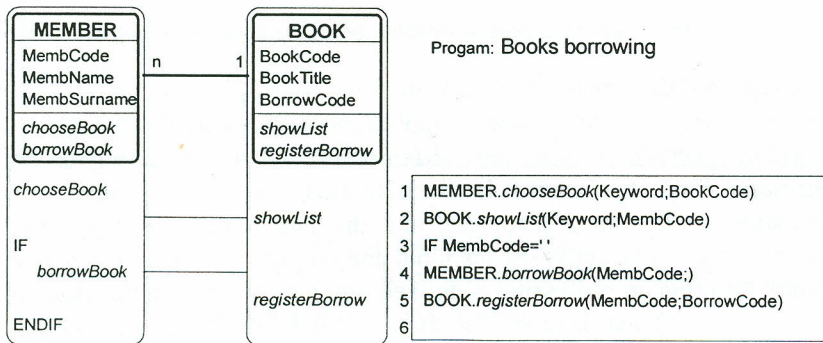 MEMBER
MembCode
MembName
MembSurname
chooseBook
borrowBook
n
1
BOOK
BookCode
BookTitle
BorrowCode
showList
registerBorrow
Progam: Books borrowing
chooseBook
showList
IF
borrowBook
registerBorrow
ENDIF
1 MEMBER.chooseBook(Keyword;BookCode)
2 BOOK.showList(Keyword;MembCode)
3 IF MembCode=' '
4 MEMBER.borrowBook(MembCode;)
5 BOOK.registerBorrow(MembCode;BorrowCode)
6